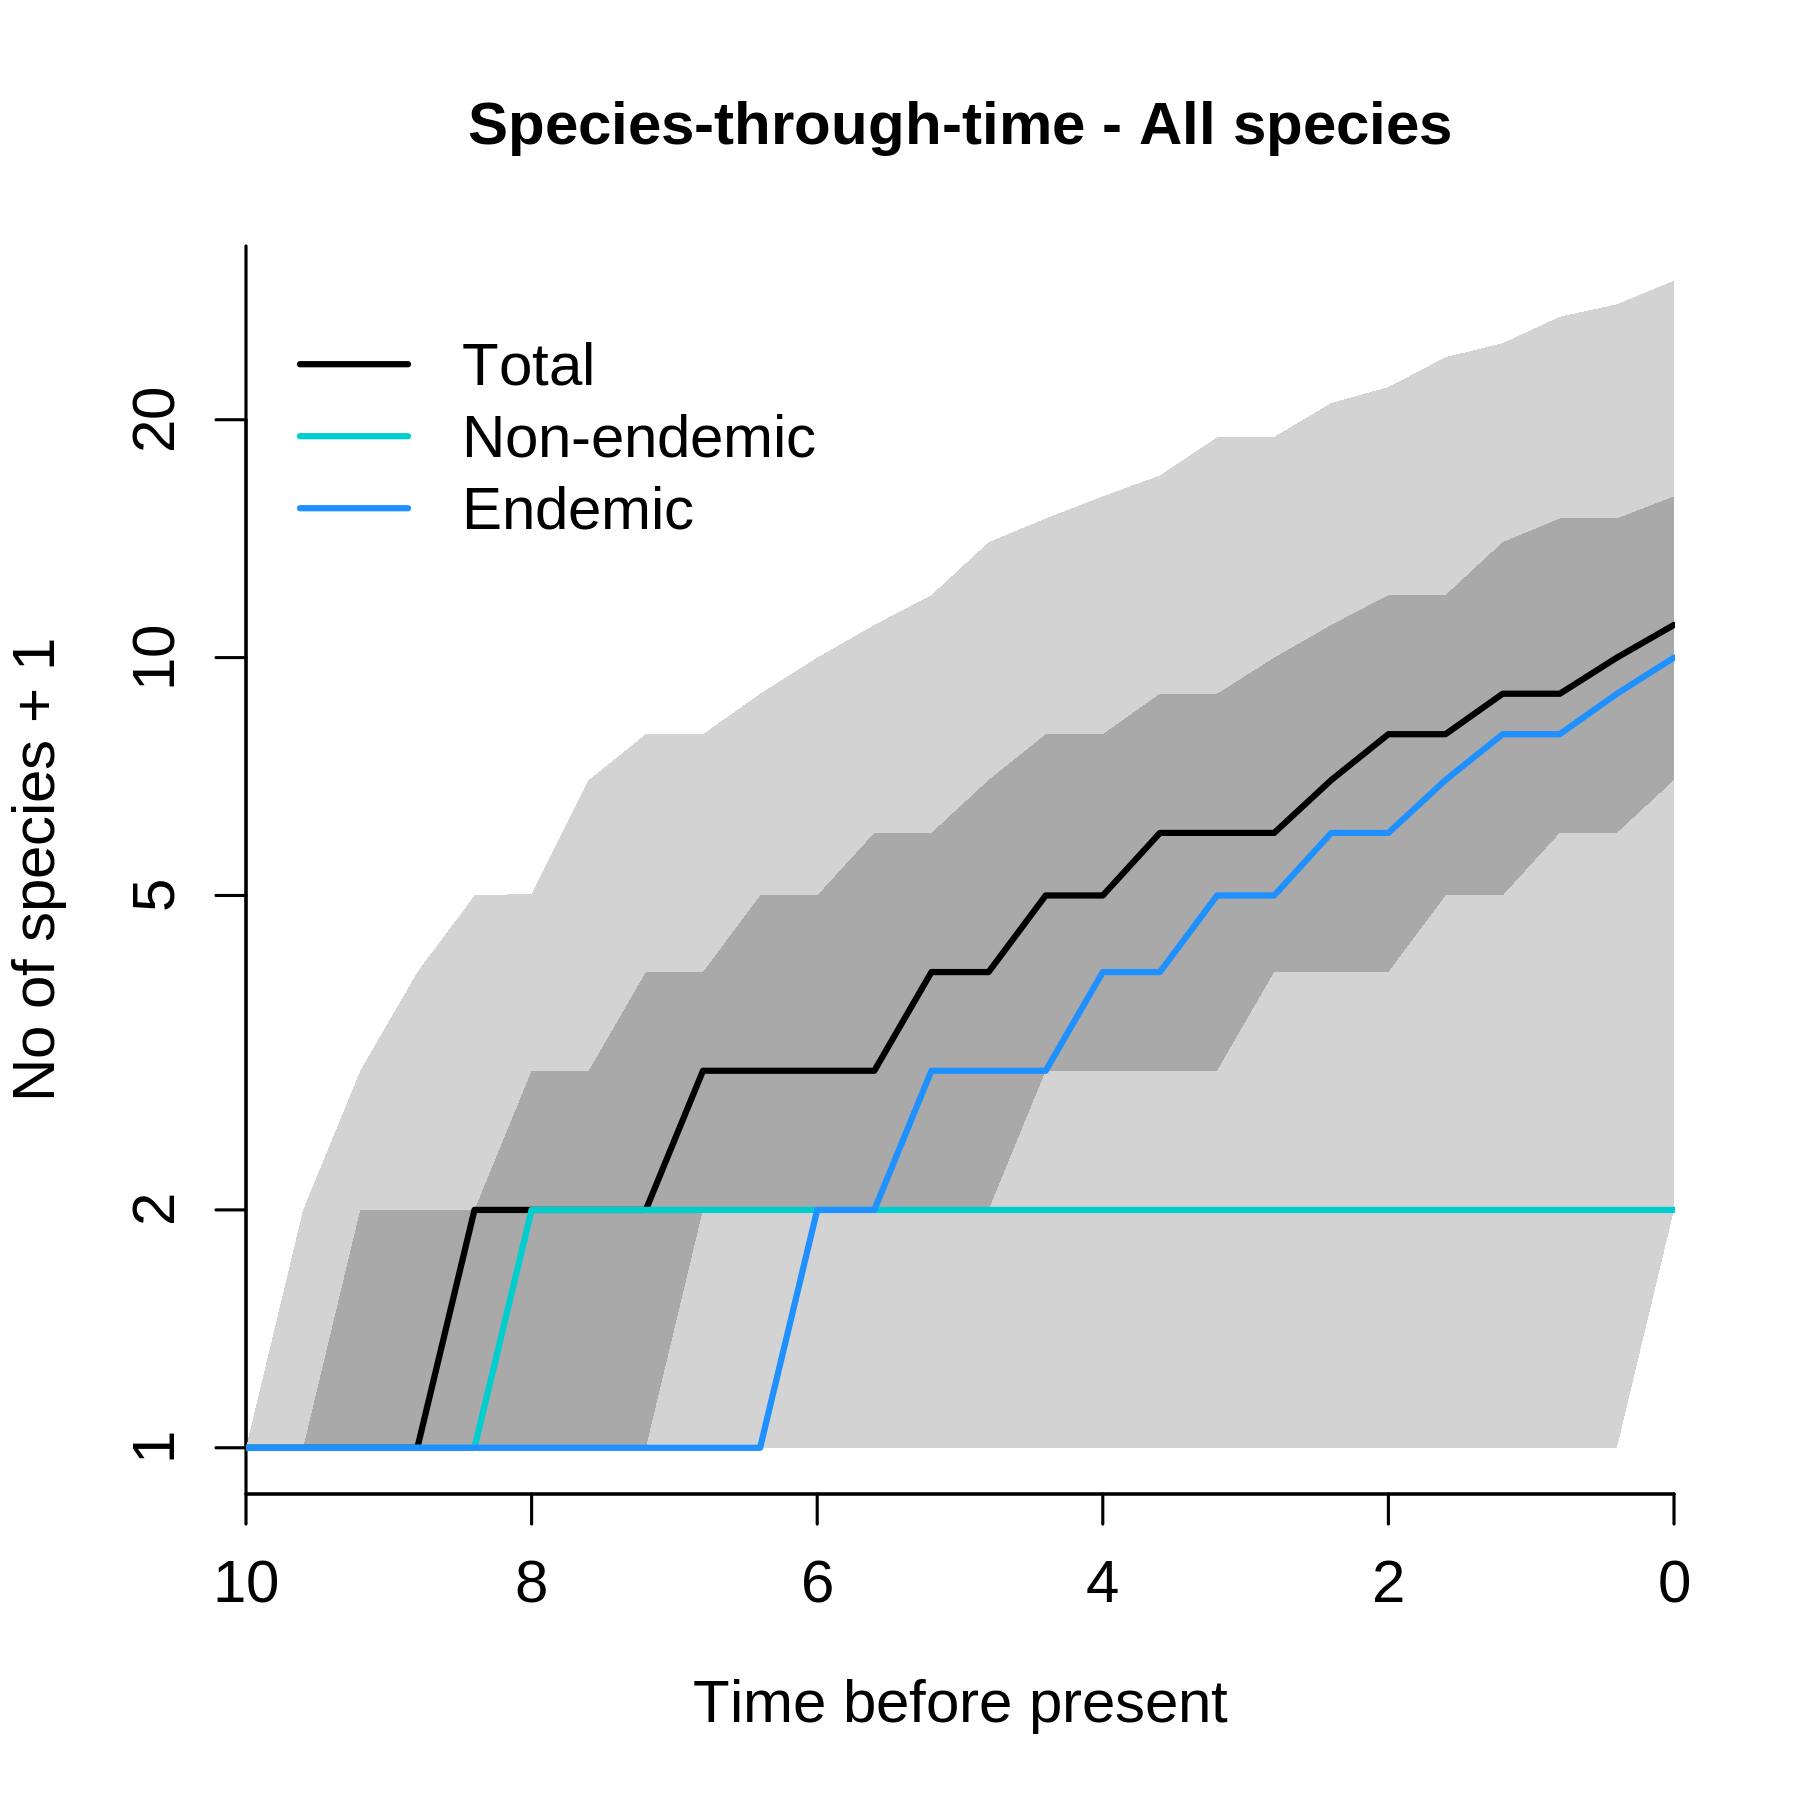 Species-through-time - All species
Total
Non-endemic
Endemic
No of species + 1
20
10
5
2
1
10 8 6 4 2 0
Time before present